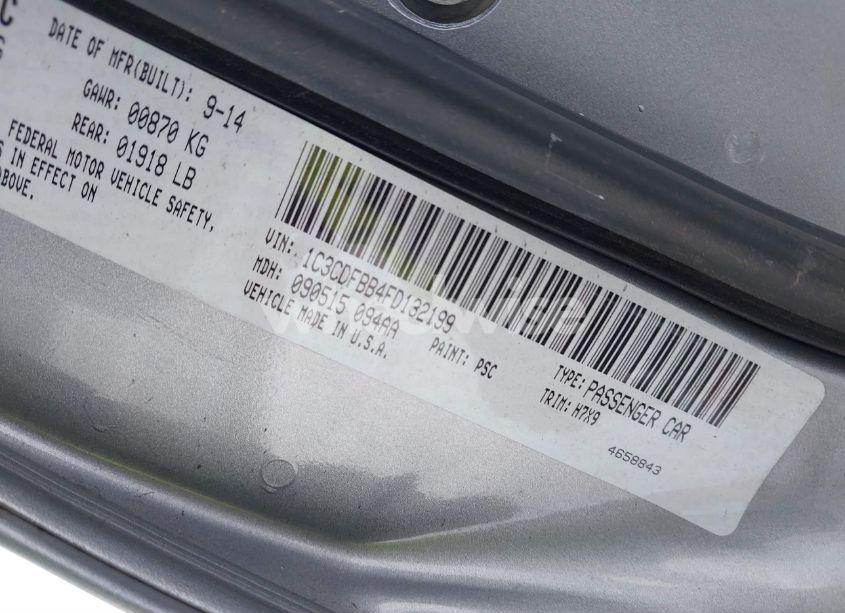 DATE OF MFR(BUILT): 9-14
GAWR: 00870 KG
REAR: 01918 LB
FEDERAL MOTOR VEHICLE SAFETY,
S IN EFFECT ON
ABOVE.
VIN: 1C3CDFBB4FD132199
MDH: 090515 094AA
VEHICLE MADE IN U.S.A.
PAINT: PSC
TYPE: PASSENGER CAR
TRIM: H7X9
4658843